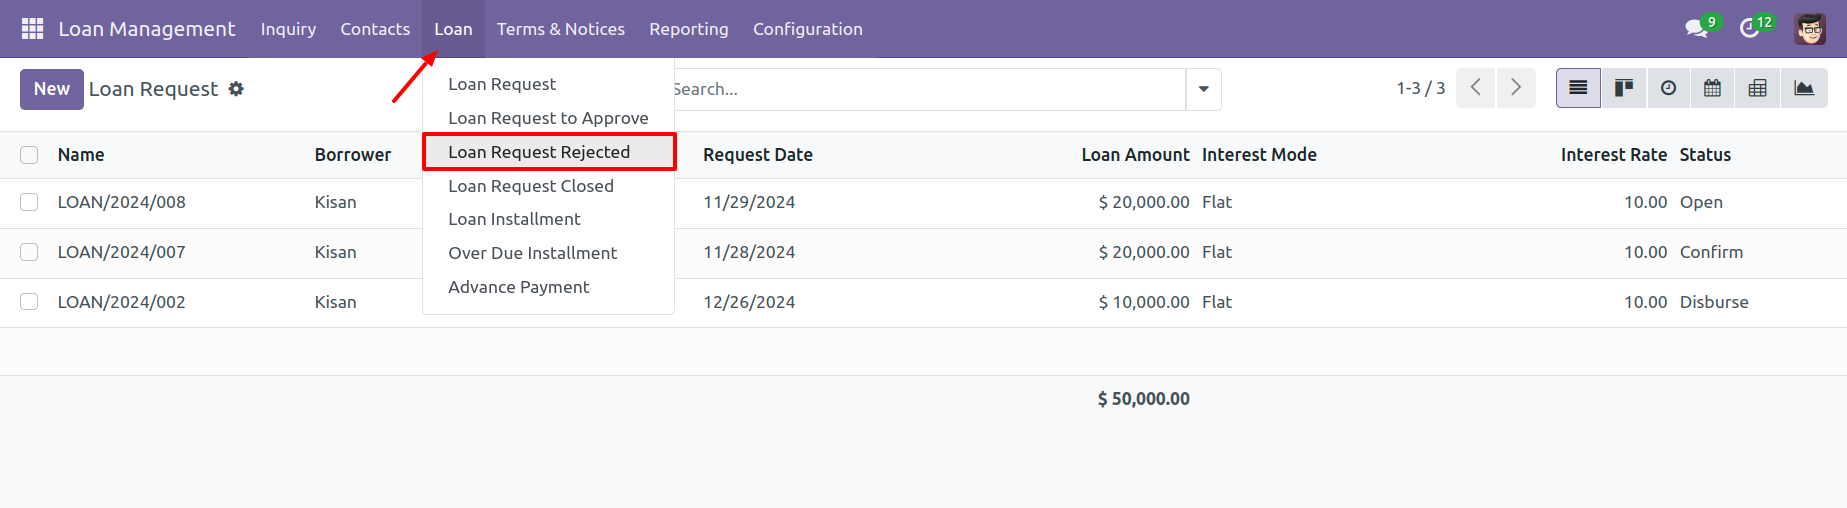 Loan Management Inquiry Contacts Loan Terms & Notices Reporting Configuration 9 12
New Loan Request Search... 1-3 / 3
Loan Request
Loan Request to Approve
Loan Request Rejected
Loan Request Closed
Loan Installment
Over Due Installment
Advance Payment
Name Borrower Request Date Loan Amount Interest Mode Interest Rate Status
LOAN/2024/008 Kisan 11/29/2024 $ 20,000.00 Flat 10.00 Open
LOAN/2024/007 Kisan 11/28/2024 $ 20,000.00 Flat 10.00 Confirm
LOAN/2024/002 Kisan 12/26/2024 $ 10,000.00 Flat 10.00 Disburse
$ 50,000.00